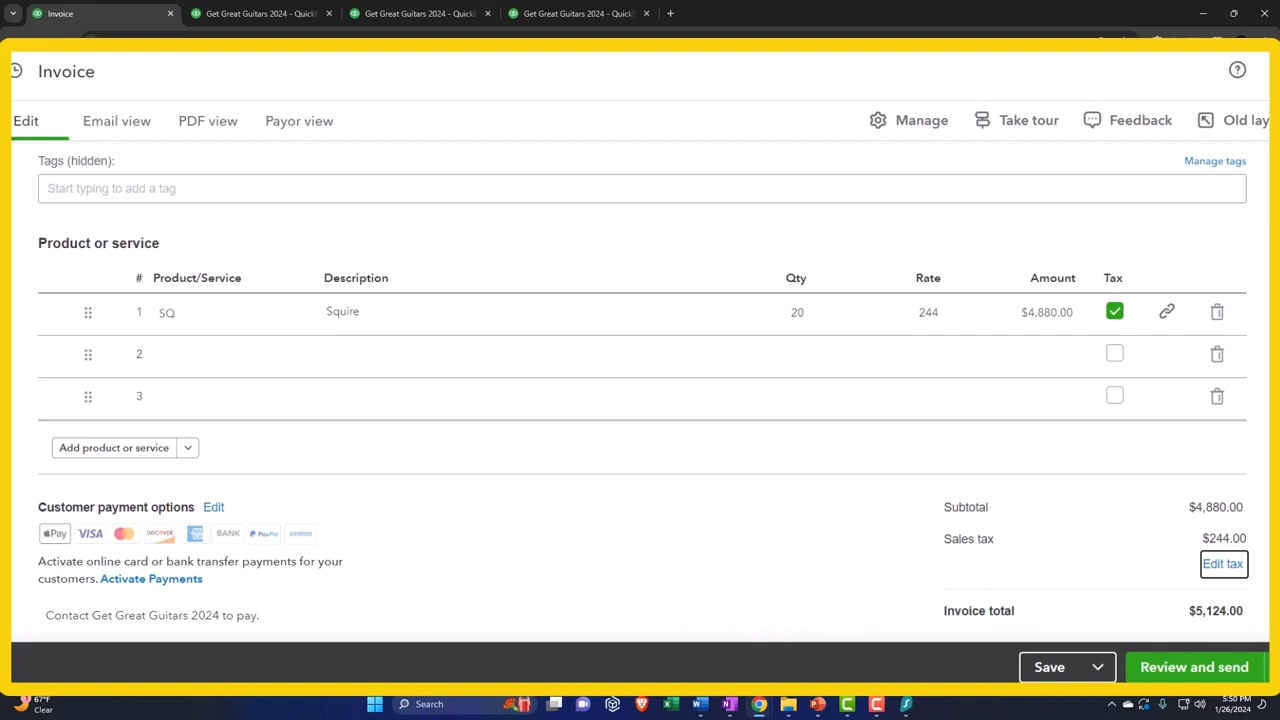 Invoice
Get Great Guitars 2024 - Quick
Get Great Guitars 2024 - Quick
Get Great Guitars 2024 - Quick
Invoice
Edit
Email view
PDF view
Payor view
Manage
Take tour
Feedback
Old lay
Tags (hidden):
Manage tags
Start typing to add a tag
Product or service
# Product/Service Description Qty Rate Amount Tax
1 SQ Squire 20 244 $4,880.00
2
3
Add product or service
Customer payment options Edit
Pay VISA DISCOVER BANK PayPal venmo
Activate online card or bank transfer payments for your
customers. Activate Payments
Contact Get Great Guitars 2024 to pay.
Subtotal $4,880.00
Sales tax $244.00
Edit tax
Invoice total $5,124.00
Save
Review and send
67°F
Clear
Search
5:50 PM
1/26/2024